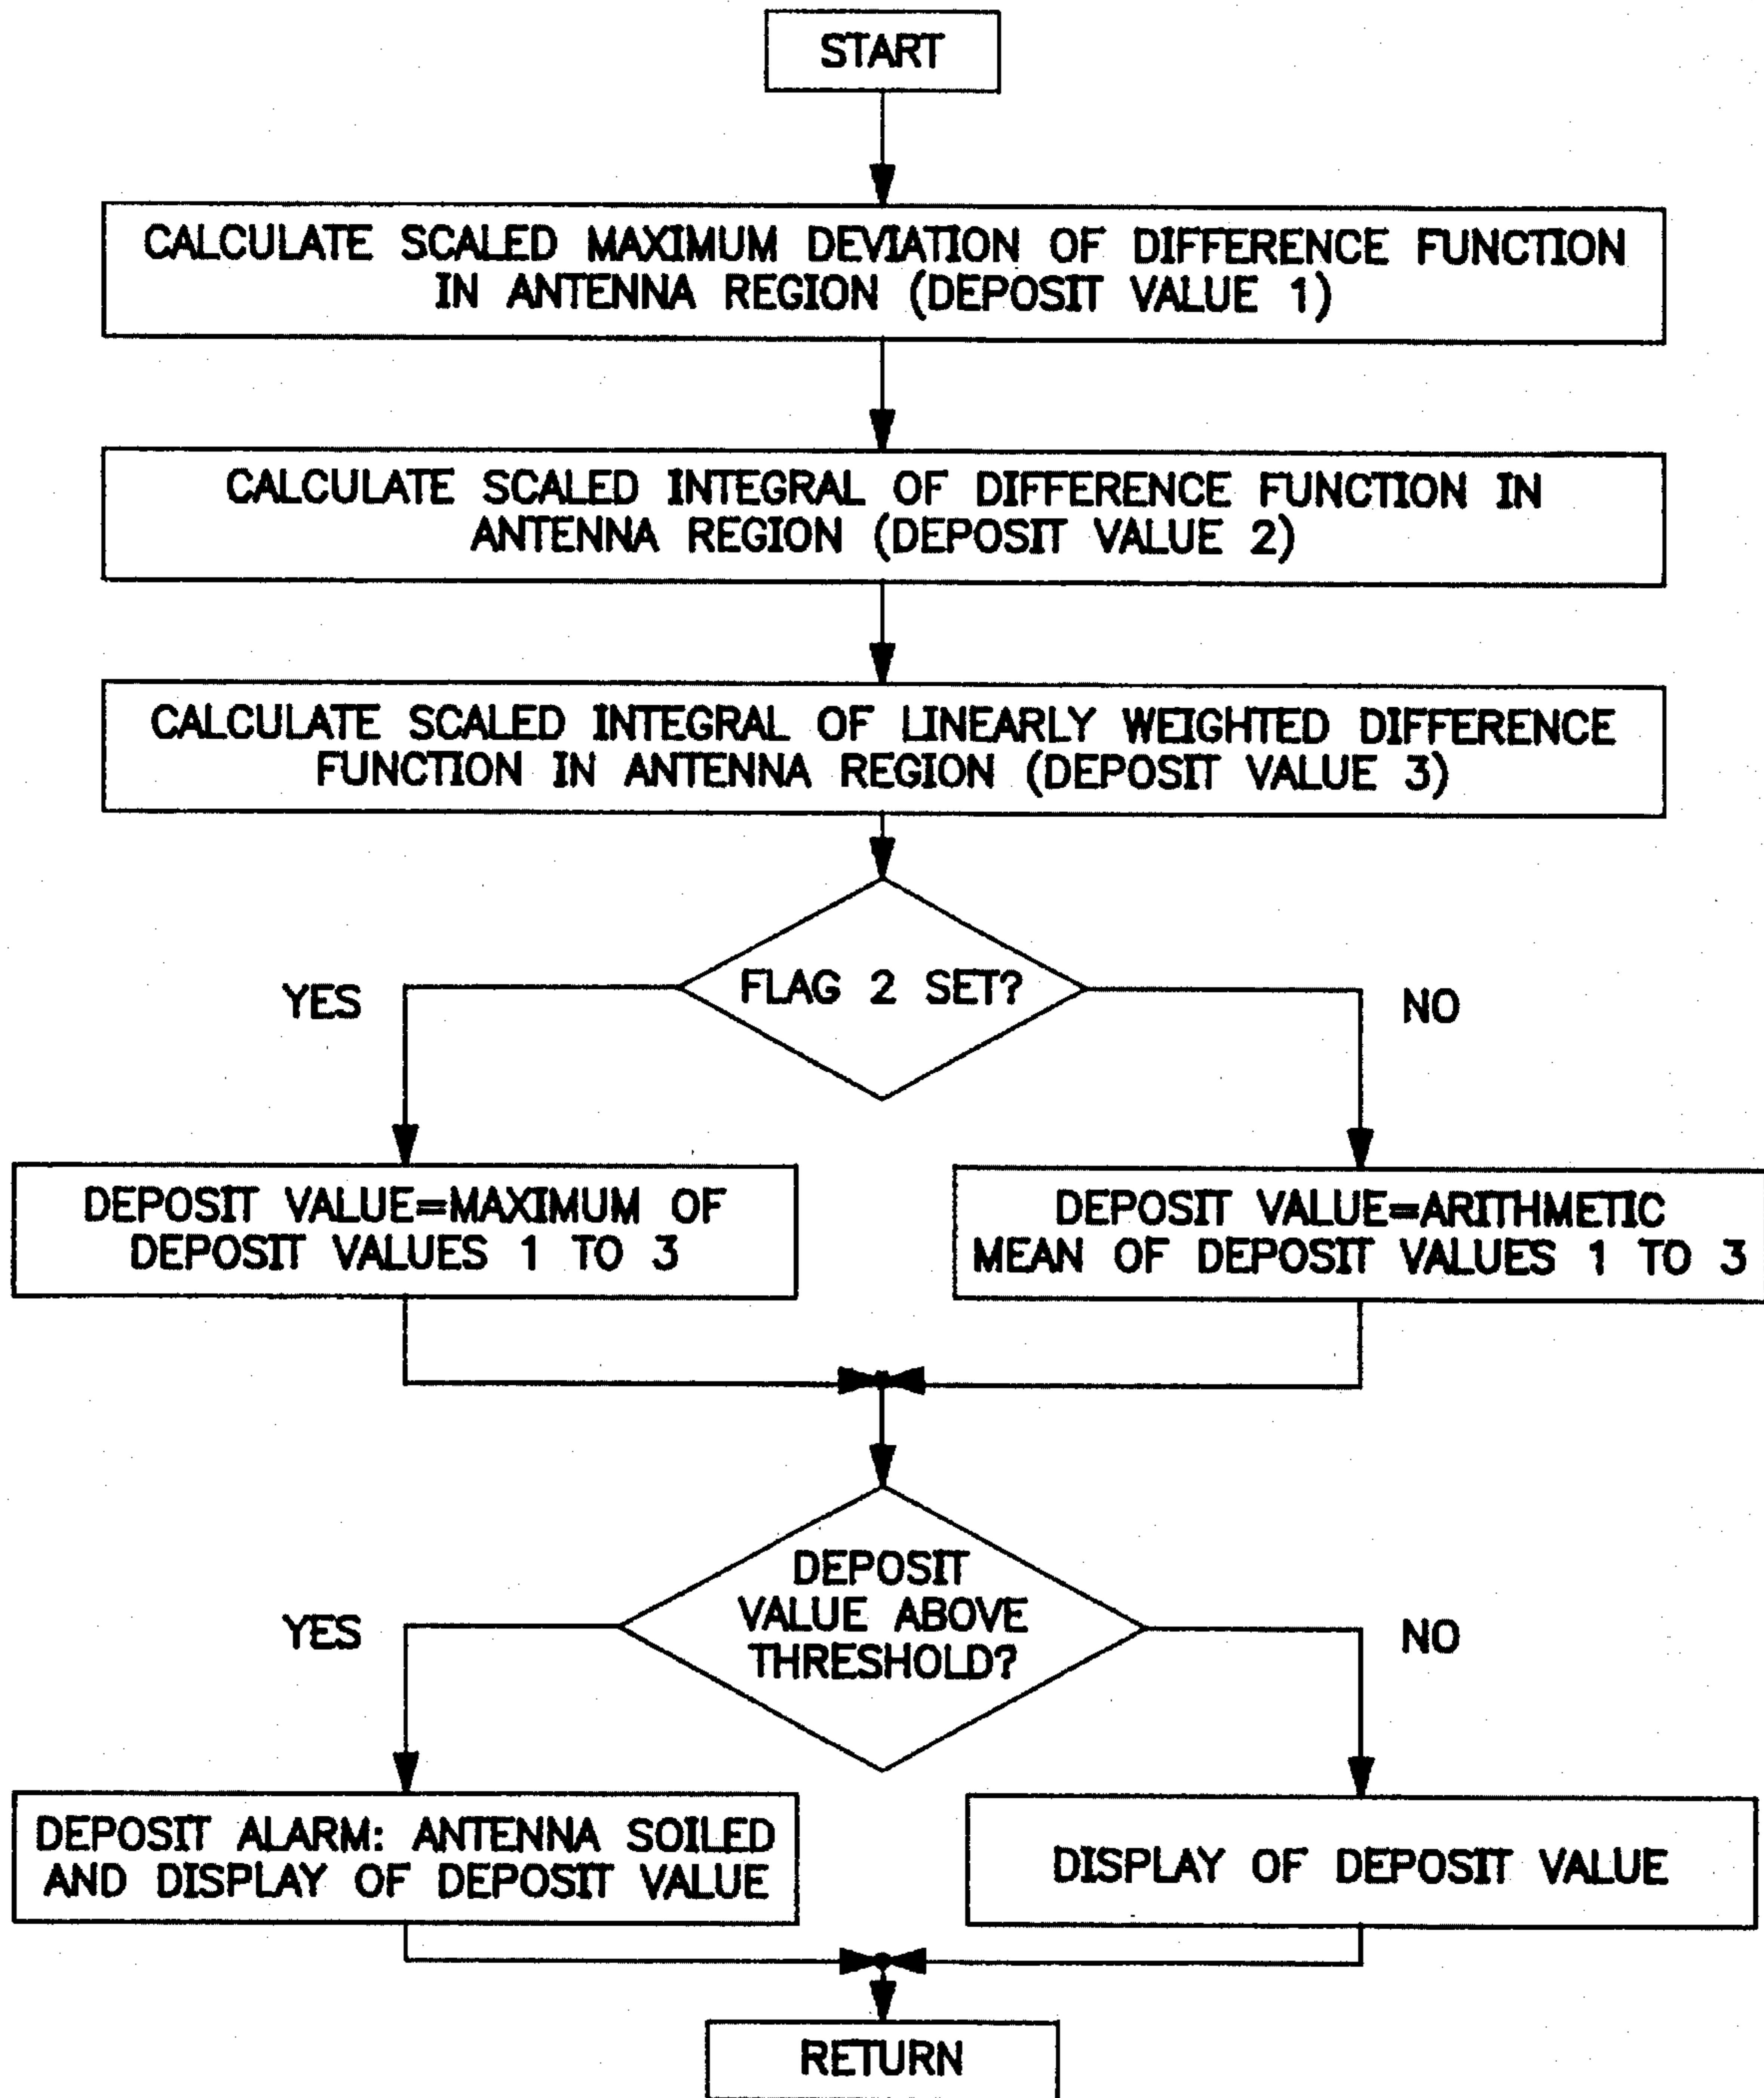 START
CALCULATE SCALED MAXIMUM DEVIATION OF DIFFERENCE FUNCTION
IN ANTENNA REGION (DEPOSIT VALUE 1)
CALCULATE SCALED INTEGRAL OF DIFFERENCE FUNCTION IN
ANTENNA REGION (DEPOSIT VALUE 2)
CALCULATE SCALED INTEGRAL OF LINEARLY WEIGHTED DIFFERENCE
FUNCTION IN ANTENNA REGION (DEPOSIT VALUE 3)
FLAG 2 SET?
YES
NO
DEPOSIT VALUE=MAXIMUM OF
DEPOSIT VALUES 1 TO 3
DEPOSIT VALUE=ARITHMETIC
MEAN OF DEPOSIT VALUES 1 TO 3
DEPOSIT
VALUE ABOVE
THRESHOLD?
YES
NO
DEPOSIT ALARM: ANTENNA SOILED
AND DISPLAY OF DEPOSIT VALUE
DISPLAY OF DEPOSIT VALUE
RETURN